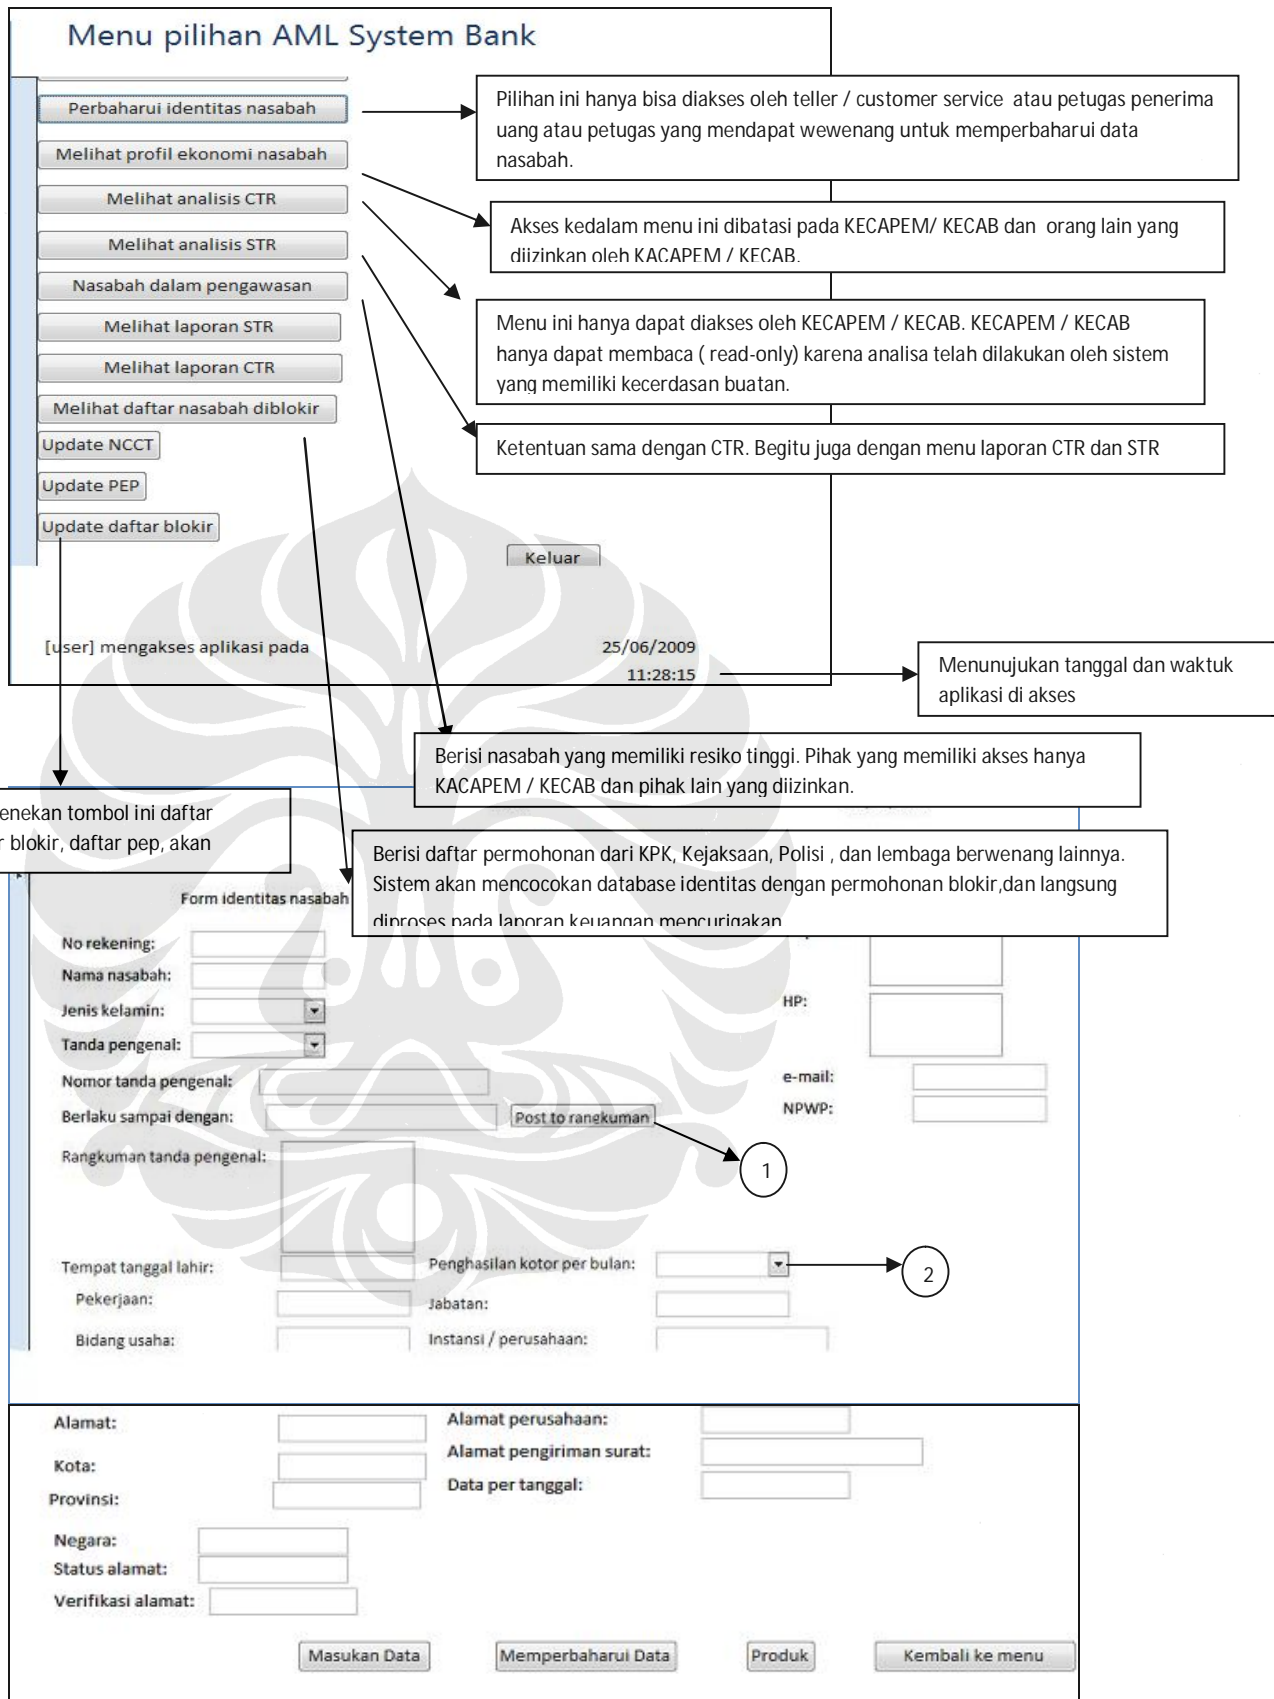 Menu pilihan AML System Bank
Perbaharui identitas nasabah
Pilihan ini hanya bisa diakses oleh teller / customer service atau petugas penerima
uang atau petugas yang mendapat wewenang untuk memperbaharui data
nasabah.
Melihat profil ekonomi nasabah
Melihat analisis CTR
Akses kedalam menu ini dibatasi pada KECAPEM/ KECAB dan orang lain yang
diizinkan oleh KACAPEM / KECAB.
Melihat analisis STR
Nasabah dalam pengawasan
Melihat laporan STR
Menu ini hanya dapat diakses oleh KECAPEM / KECAB. KECAPEM / KECAB
hanya dapat membaca ( read-only) karena analisa telah dilakukan oleh sistem
yang memiliki kecerdasan buatan.
Melihat laporan CTR
Melihat daftar nasabah diblokir
Update NCCT
Ketentuan sama dengan CTR. Begitu juga dengan menu laporan CTR dan STR
Update PEP
Update daftar blokir
Keluar
[user] mengakses aplikasi pada
25/06/2009
11:28:15
Menunujukan tanggal dan waktuk
aplikasi di akses
Berisi nasabah yang memiliki resiko tinggi. Pihak yang memiliki akses hanya
KACAPEM / KECAB dan pihak lain yang diizinkan.
enekan tombol ini daftar
r blokir, daftar pep, akan
Berisi daftar permohonan dari KPK, Kejaksaan, Polisi , dan lembaga berwenang lainnya.
Sistem akan mencocokan database identitas dengan permohonan blokir,dan langsung
diproses pada laporan keuangan mencurigakan
Form identitas nasabah
No rekening:
Nama nasabah:
Jenis kelamin:
HP:
Tanda pengenal:
Nomor tanda pengenal:
e-mail:
Berlaku sampai dengan:
Post to rangkuman
NPWP:
Rangkuman tanda pengenal:
1
Tempat tanggal lahir:
Penghasilan kotor per bulan:
2
Pekerjaan:
Jabatan:
Bidang usaha:
Instansi / perusahaan:
Alamat:
Alamat perusahaan:
Kota:
Alamat pengiriman surat:
Provinsi:
Data per tanggal:
Negara:
Status alamat:
Verifikasi alamat:
Masukan Data
Memperbaharui Data
Produk
Kembali ke menu